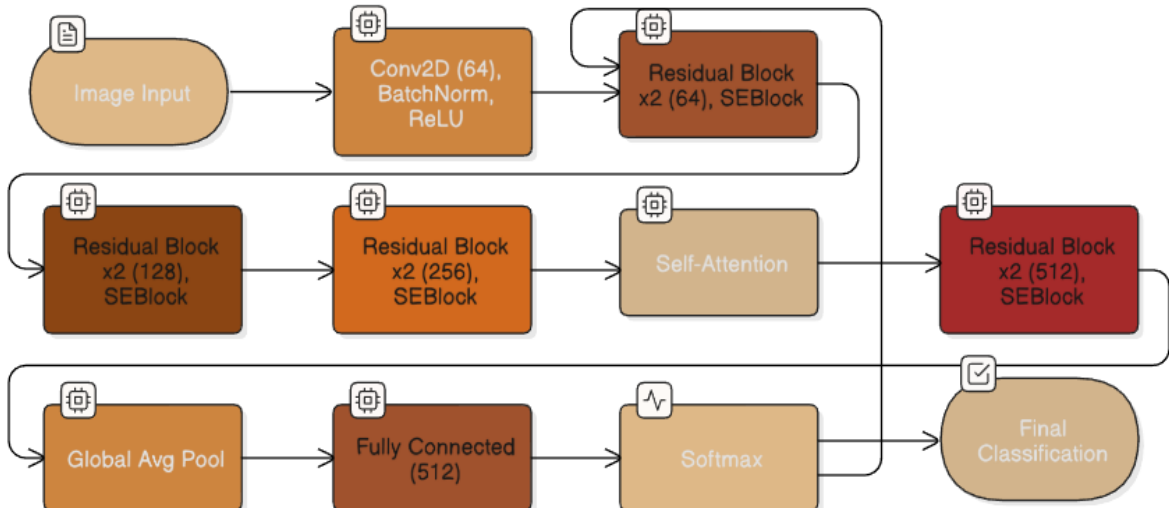 Image Input
Conv2D (64),
BatchNorm,
ReLU
Residual Block
x2 (64), SEBlock
Residual Block
x2 (128),
SEBlock
Residual Block
x2 (256),
SEBlock
Self-Attention
Residual Block
x2 (512),
SEBlock
Global Avg Pool
Fully Connected
(512)
Softmax
Final
Classification